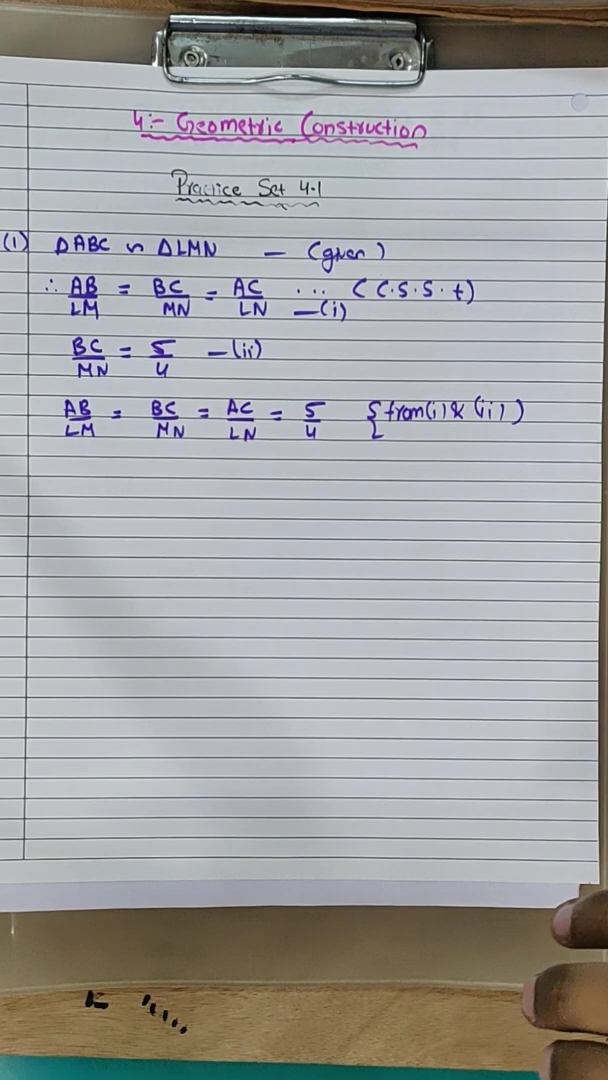 4:- Geometric Construction
Practice Set 4.1
(1) ΔABC ∽ ΔLMN — (given)
∴ AB/LM = BC/MN = AC/LN ... (C.S.S.t) —(i)
BC/MN = 5/4 —(ii)
AB/LM = BC/MN = AC/LN = 5/4 {from(i) & (ii))